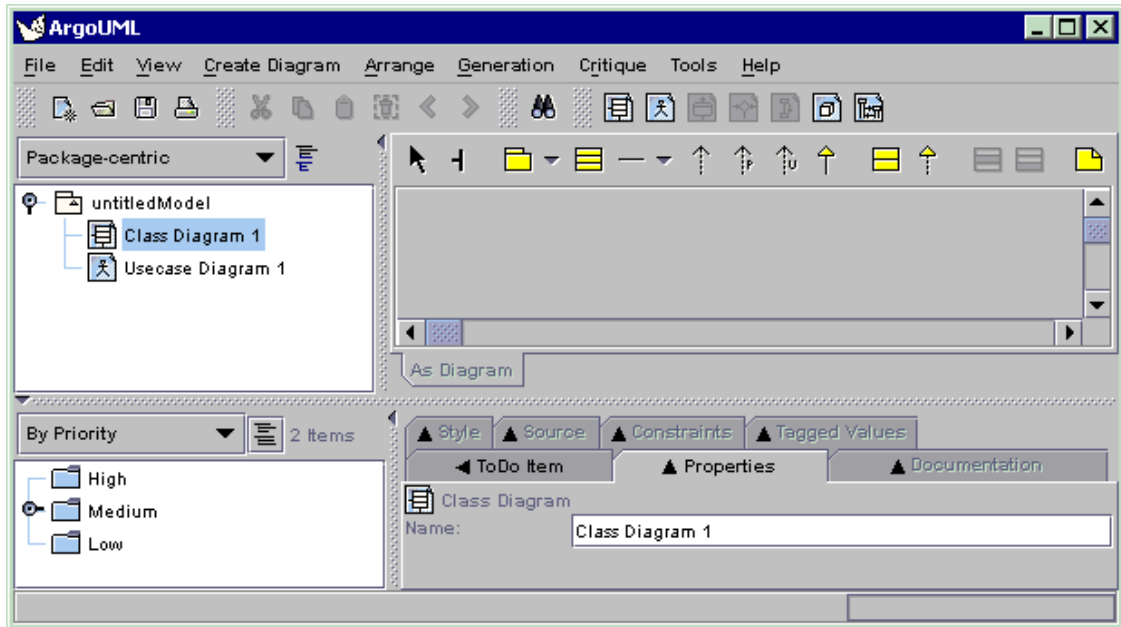 ArgoUML
File Edit View Create Diagram Arrange Generation Critique Tools Help
Package-centric
untitledModel
Class Diagram 1
Usecase Diagram 1
As Diagram
By Priority 2 Items
High
Medium
Low
Style Source Constraints Tagged Values
ToDo Item Properties Documentation
Class Diagram
Name: Class Diagram 1